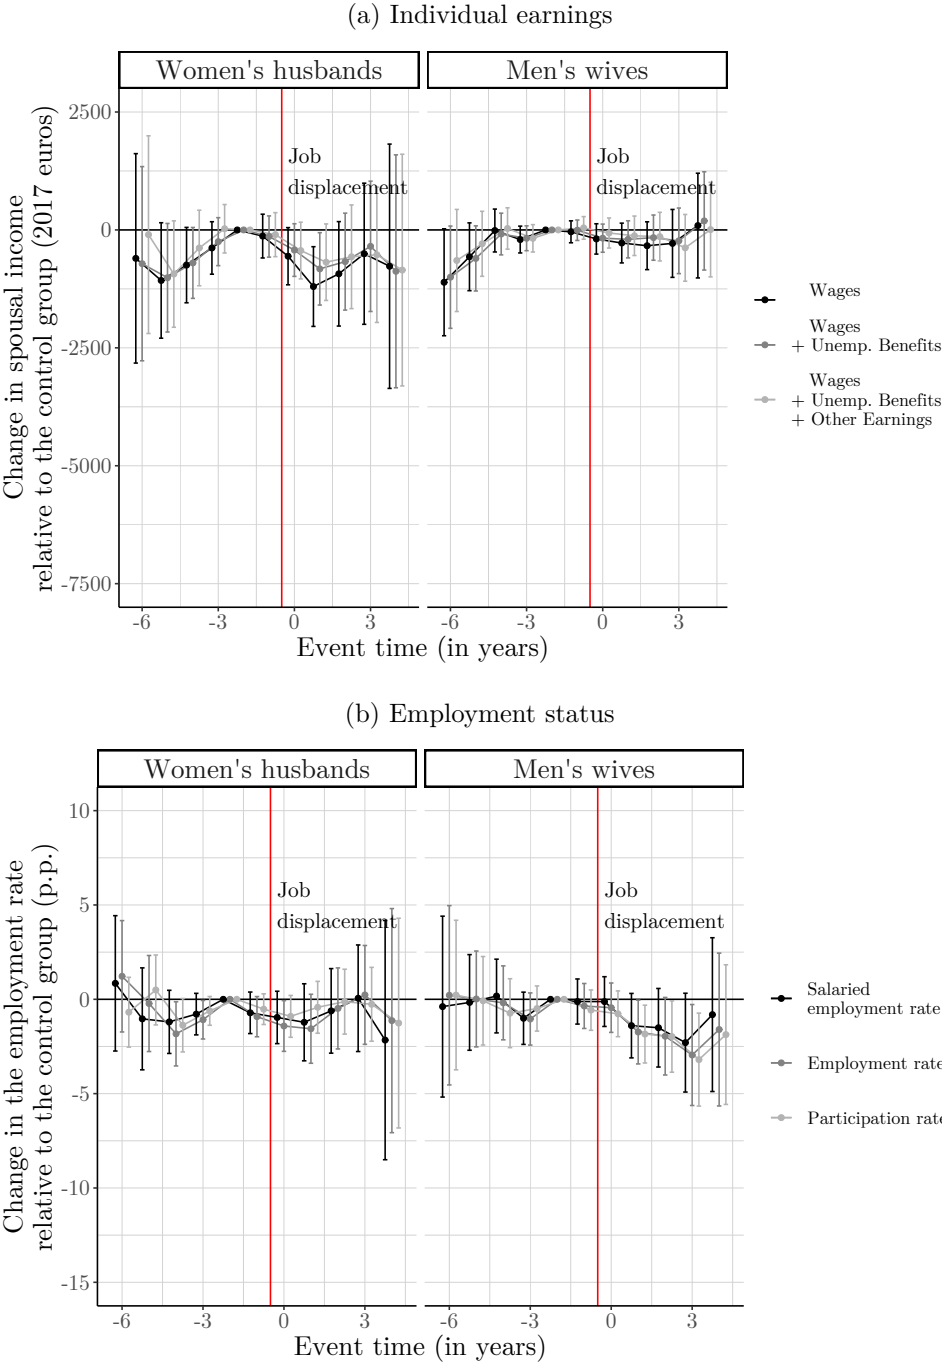 (a) Individual earnings
Women's husbands
Men's wives
Change in spousal income
relative to the control group (2017 euros)
2500
0
-2500
-5000
-7500
Job
displacement
Job
displacement
-6
-3
0
3
-6
-3
0
3
Event time (in years)
Wages
Wages
+ Unemp. Benefits
Wages
+ Unemp. Benefits
+ Other Earnings
(b) Employment status
Women's husbands
Men's wives
Change in the employment rate
relative to the control group (p.p.)
10
5
0
-5
-10
-15
Job
displacement
Job
displacement
-6
-3
0
3
-6
-3
0
3
Event time (in years)
Salaried
employment rate
Employment rate
Participation rate